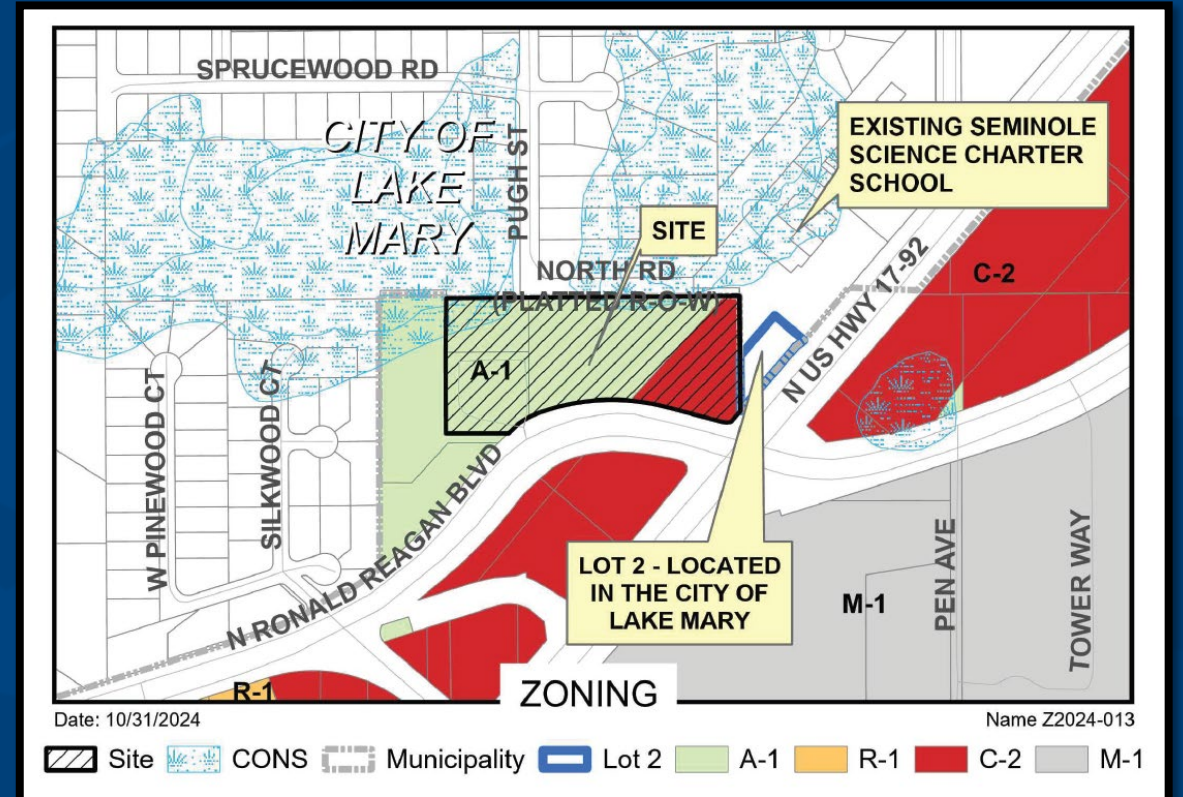 SPRUCEWOOD RD
CITY OF
LAKE
MARY
PUGH ST
EXISTING SEMINOLE
SCIENCE CHARTER
SCHOOL
SITE
NORTH RD
(PLATTED R-O-W)
N US HWY 17-92
C-2
A-1
W PINEWOOD CT
SILKWOOD CT
N RONALD REAGAN BLVD
LOT 2 - LOCATED
IN THE CITY OF
LAKE MARY
M-1
PEN AVE
TOWER WAY
R-1
ZONING
Date: 10/31/2024
Name Z2024-013
Site CONS Municipality Lot 2 A-1 R-1 C-2 M-1